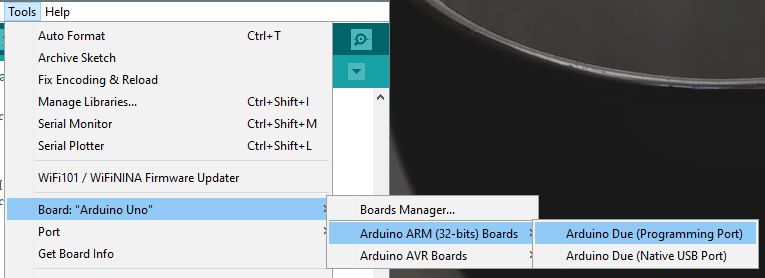 Tools Help
Auto Format Ctrl+T
Archive Sketch
Fix Encoding & Reload
Manage Libraries... Ctrl+Shift+I
Serial Monitor Ctrl+Shift+M
Serial Plotter Ctrl+Shift+L
WiFi101 / WiFiNINA Firmware Updater
Board: "Arduino Uno"
Port
Get Board Info
Boards Manager...
Arduino ARM (32-bits) Boards
Arduino AVR Boards
Arduino Due (Programming Port)
Arduino Due (Native USB Port)